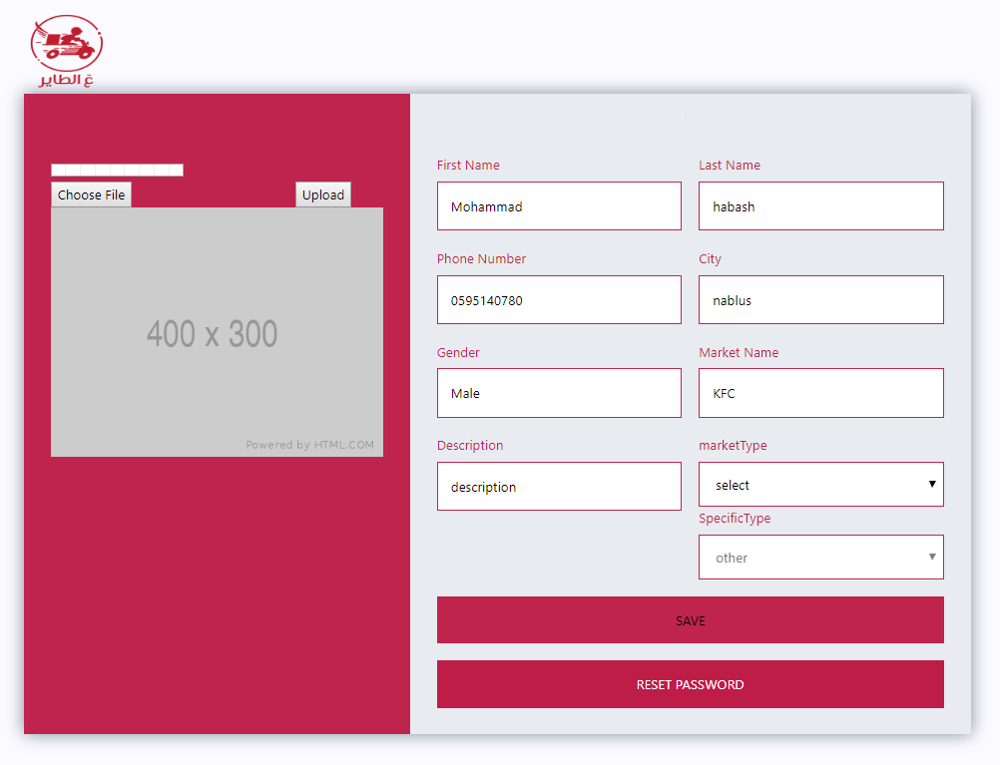 ع الطاير
Choose File
Upload
400 x 300
Powered by HTML.COM
First Name
Last Name
Mohammad
habash
Phone Number
City
0595140780
nablus
Gender
Market Name
Male
KFC
Description
marketType
description
select
SpecificType
other
SAVE
RESET PASSWORD